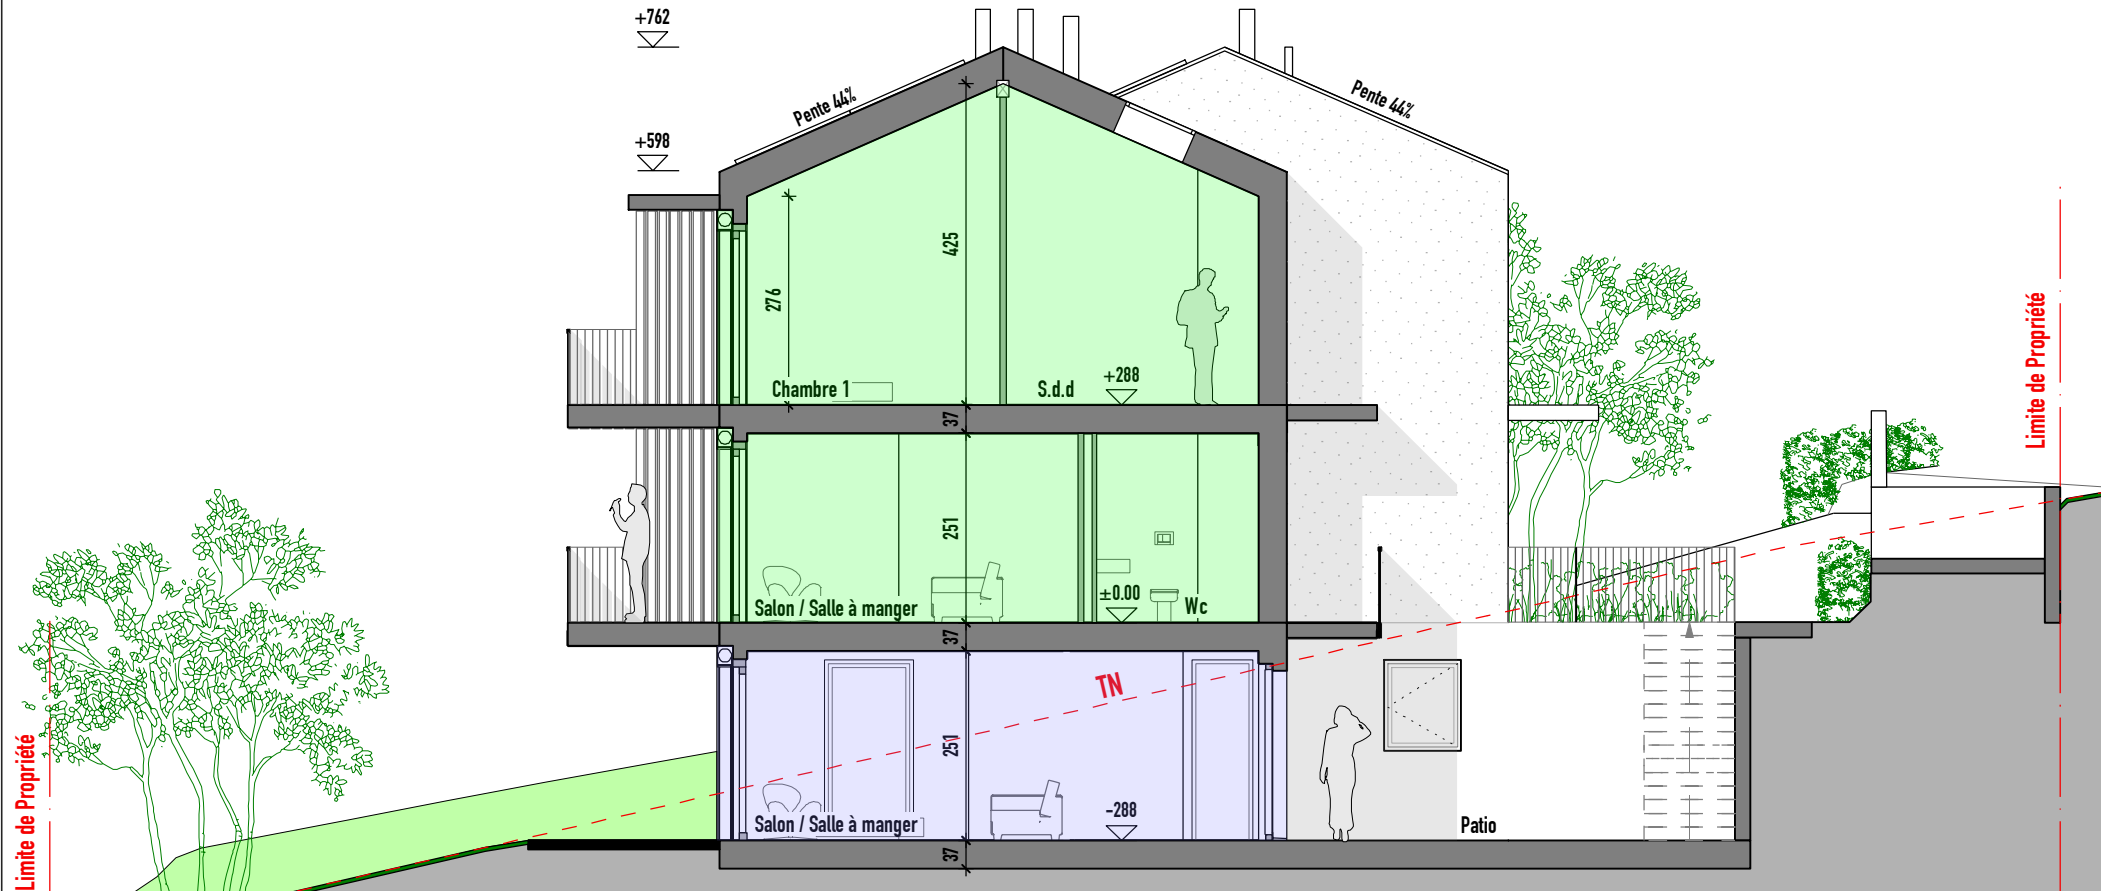 +762
Pente 44%
Pente 44%
+598
425
276
Limite de Propriété
Chambre 1
S.d.d
+288
37
251
±0.00
Salon / Salle à manger
Wc
37
TN
251
Limite de Propriété
-288
Salon / Salle à manger
Patio
37